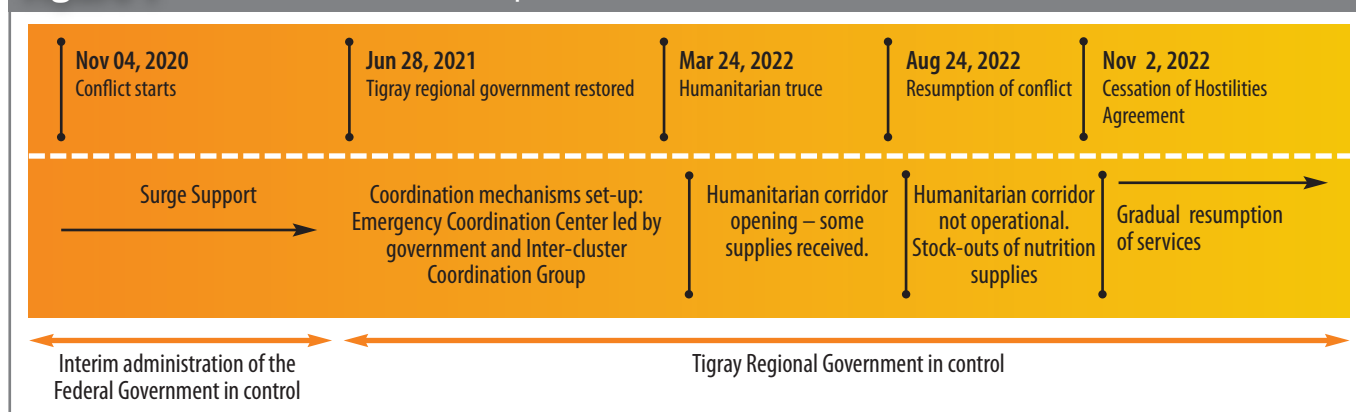 Nov 04, 2020
Conflict starts
Jun 28, 2021
Tigray regional government restored
Mar 24, 2022
Humanitarian truce
Aug 24, 2022
Resumption of conflict
Nov 2, 2022
Cessation of Hostilities
Agreement
Surge Support
Coordination mechanisms set-up:
Emergency Coordination Center led by
government and Inter-cluster
Coordination Group
Humanitarian corridor
opening – some
supplies received.
Humanitarian corridor
not operational.
Stock-outs of nutrition
supplies
Gradual resumption
of services
Interim administration of the
Federal Government in control
Tigray Regional Government in control